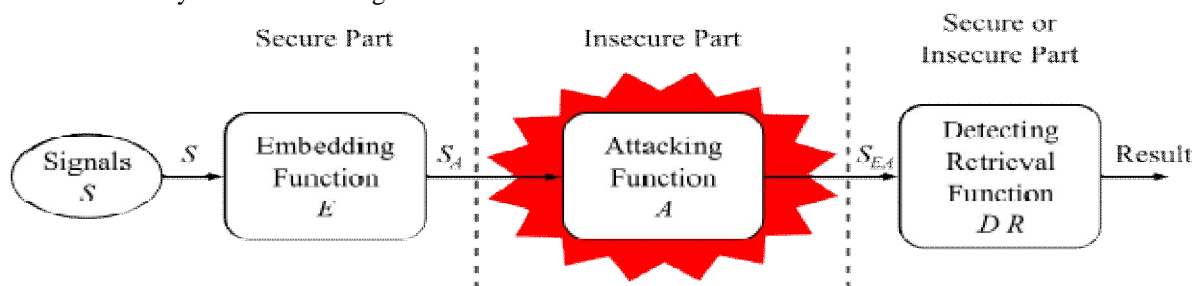 Secure Part
Insecure Part
Secure or
Insecure Part
Signals
S
S
Embedding
Function
E
S_A
Attacking
Function
A
S_EA
Detecting
Retrieval
Function
D R
Result